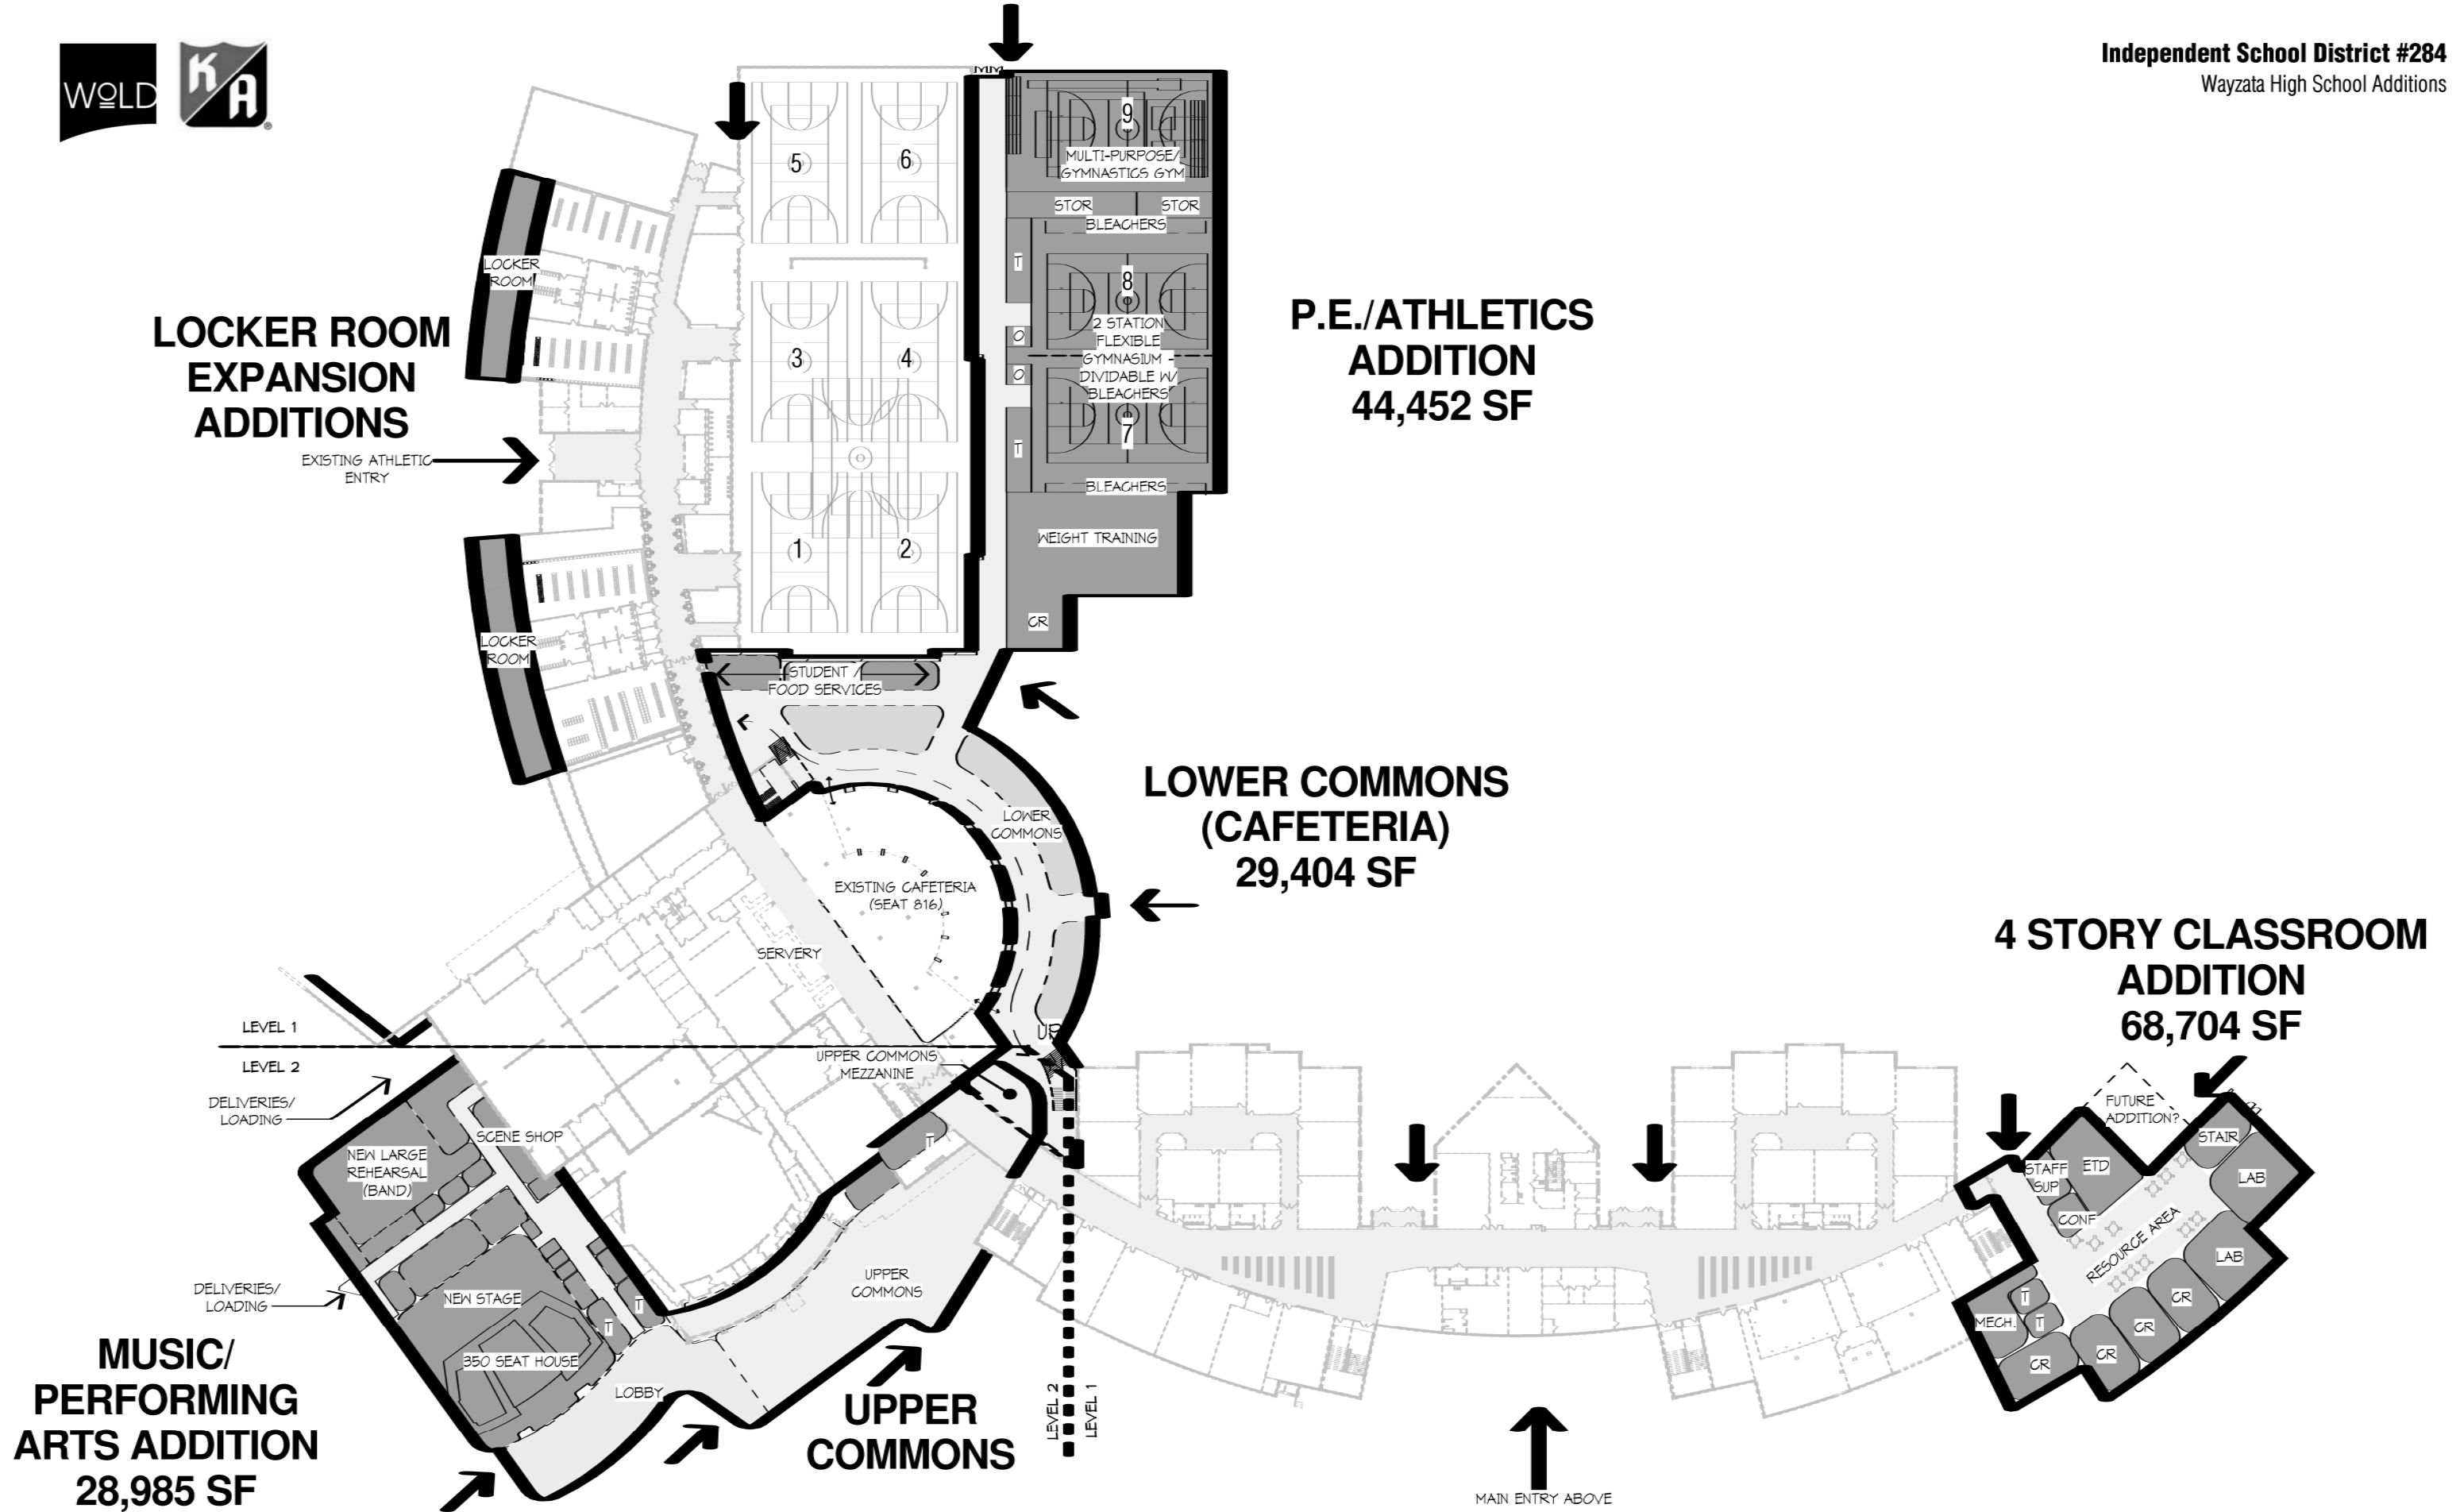 WOLD
KA
Independent School District #284
Wayzata High School Additions
5
6
9
MULTI-PURPOSE/
GYMNASTICS GYM
STOR
STOR
BLEACHERS
T
8
LOCKER
ROOM
LOCKER ROOM
EXPANSION
ADDITIONS
3
4
O
O
2 STATION
FLEXIBLE
GYMNASIUM -
DIVIDABLE W/
BLEACHERS
P.E./ATHLETICS
ADDITION
44,452 SF
7
T
EXISTING ATHLETIC
ENTRY
BLEACHERS
1
2
WEIGHT TRAINING
CR
LOCKER
ROOM
STUDENT /
FOOD SERVICES
LOWER
COMMONS
LOWER COMMONS
(CAFETERIA)
29,404 SF
EXISTING CAFETERIA
(SEAT 816)
SERVERY
4 STORY CLASSROOM
ADDITION
68,704 SF
LEVEL 1
LEVEL 2
UP
UPPER COMMONS
MEZZANINE
DELIVERIES/
LOADING
SCENE SHOP
NEW LARGE
REHEARSAL
(BAND)
T
FUTURE
ADDITION?
STAIR
STAFF
SUP
ETD
LAB
CONF
RESOURCE AREA
LAB
UPPER
COMMONS
DELIVERIES/
LOADING
NEW STAGE
T
T
T
MECH.
T
CR
CR
CR
CR
350 SEAT HOUSE
LOBBY
MUSIC/
PERFORMING
ARTS ADDITION
28,985 SF
UPPER
COMMONS
LEVEL 2
LEVEL 1
MAIN ENTRY ABOVE